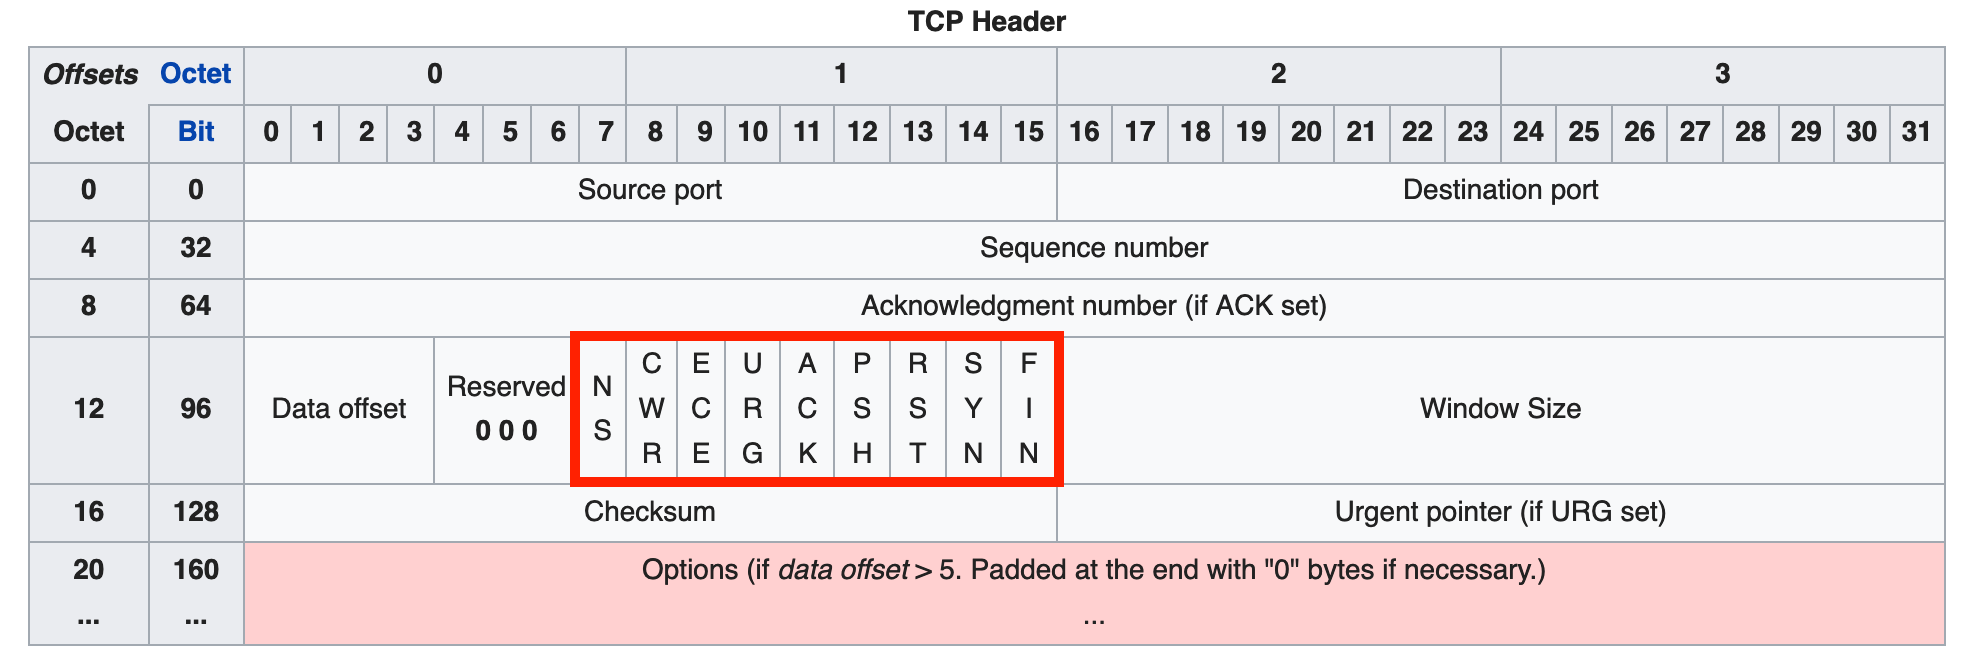 TCP Header
Offsets Octet 0 1 2 3
Octet Bit 0 1 2 3 4 5 6 7 8 9 10 11 12 13 14 15 16 17 18 19 20 21 22 23 24 25 26 27 28 29 30 31
0 0 Source port Destination port
4 32 Sequence number
8 64 Acknowledgment number (if ACK set)
12 96 Data offset Reserved 0 0 0 NS CWR ECE URG ACK PSH RST SYN FIN Window Size
16 128 Checksum Urgent pointer (if URG set)
20 160 Options (if data offset > 5. Padded at the end with "0" bytes if necessary.)
... ... ...